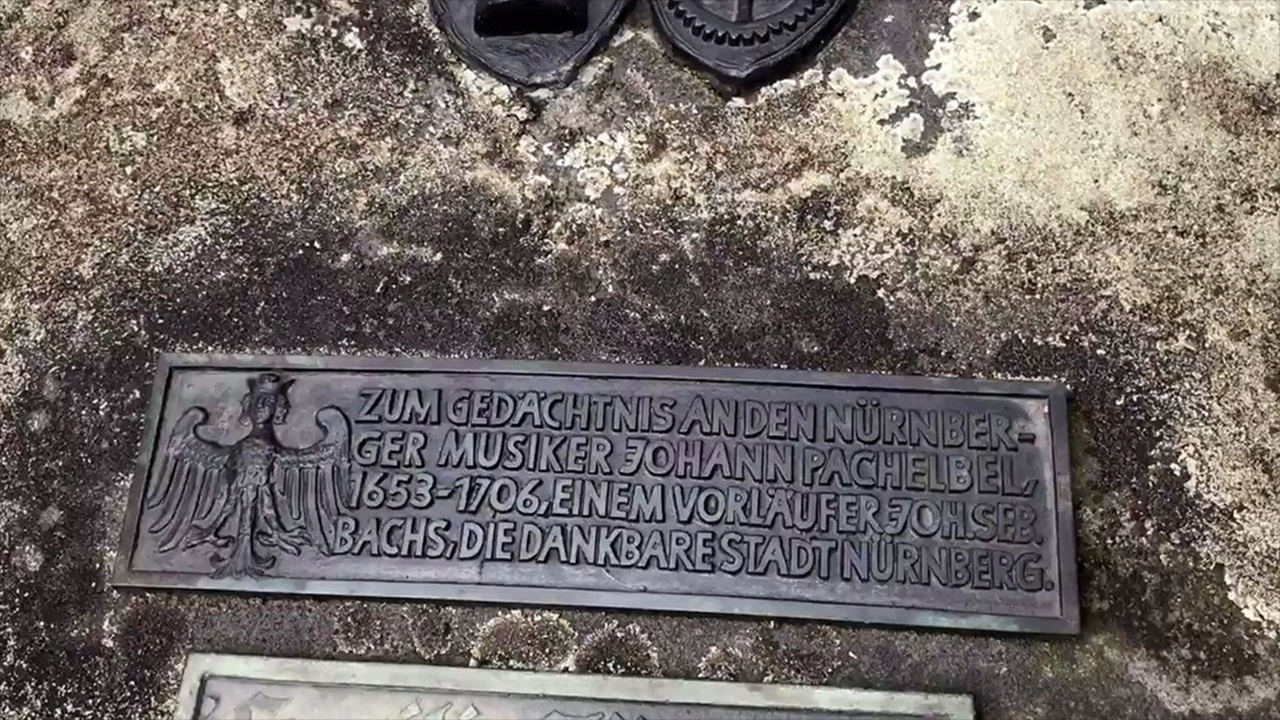 ZUM GEDÄCHTNIS AN DEN NÜRNBER-
GER MUSIKER JOHANN PACHELBEL,
1653-1706, EINEM VORLÄUFER JOH. SEB.
BACHS, DIE DANKBARE STADT NÜRNBERG.